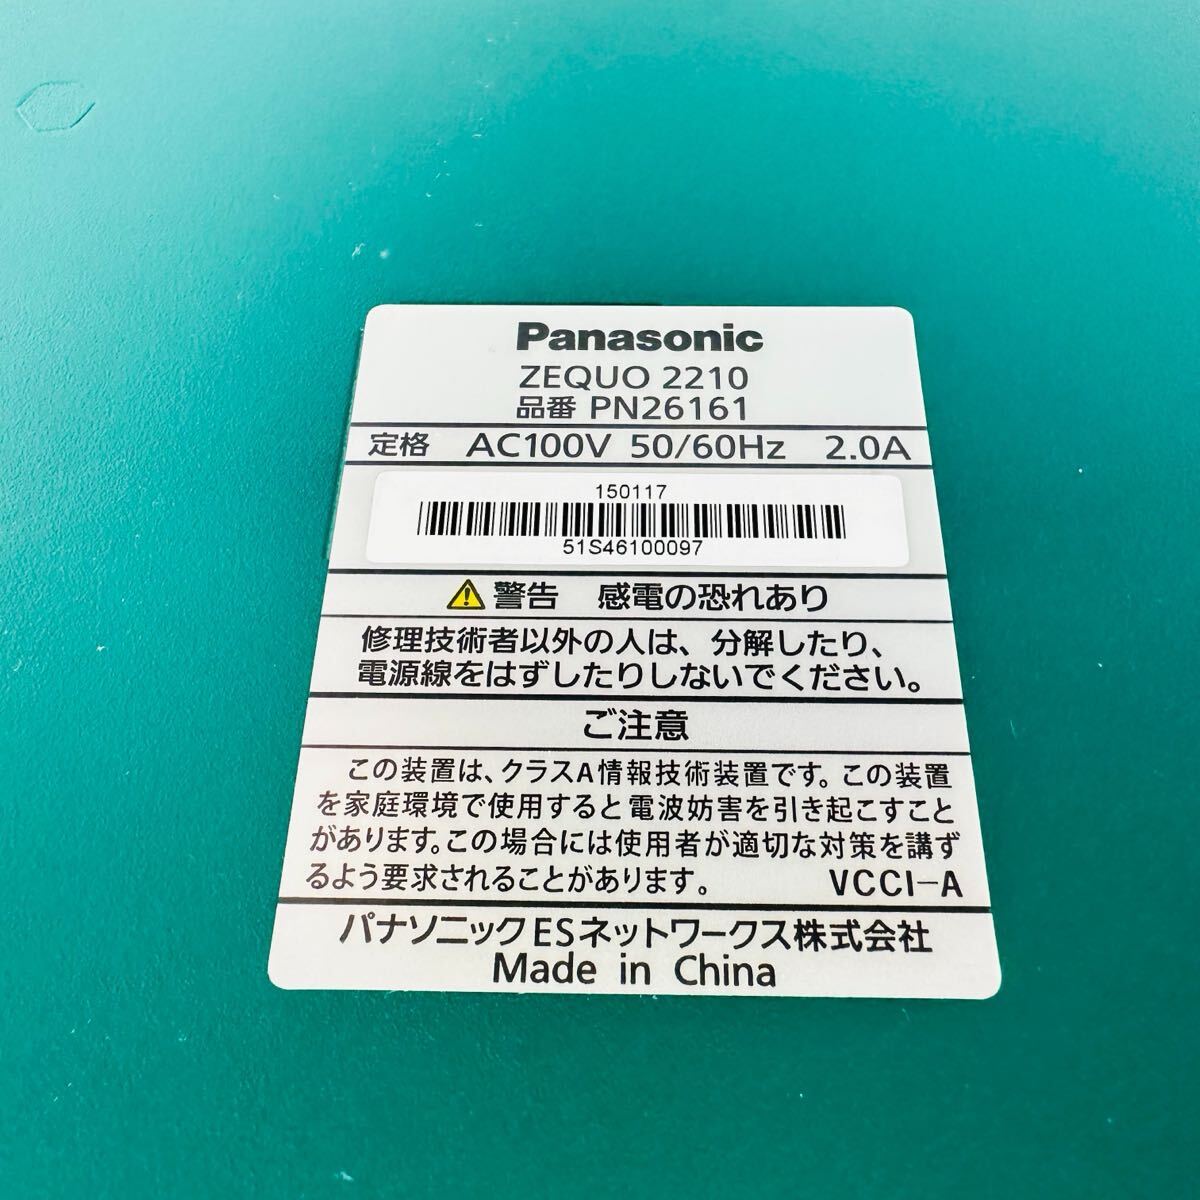 Panasonic
ZEQUO 2210
品番 PN26161
定格 AC100V 50/60Hz 2.0A
150117
51S46100097
警告 感電の恐れあり
修理技術者以外の人は、分解したり、
電源線をはずしたりしないでください。
ご注意
この装置は、クラスA情報技術装置です。この装置
を家庭環境で使用すると電波妨害を引き起こすこと
があります。この場合には使用者が適切な対策を講ず
るよう要求されることがあります。 VCCI-A
パナソニックESネットワークス株式会社
Made in China